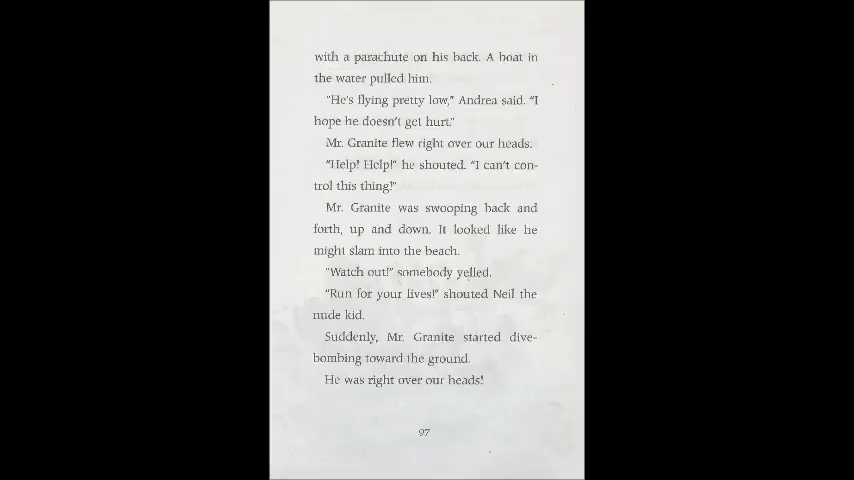 with a parachute on his back. A boat in
the water pulled him.
"He's flying pretty low," Andrea said. "I
hope he doesn't get hurt."
Mr. Granite flew right over our heads.
"Help! Help!" he shouted. "I can't con-
trol this thing!"
Mr. Granite was swooping back and
forth, up and down. It looked like he
might slam into the beach.
"Watch out!" somebody yelled.
"Run for your lives!" shouted Neil the
nude kid.
Suddenly, Mr. Granite started dive-
bombing toward the ground.
He was right over our heads!
97